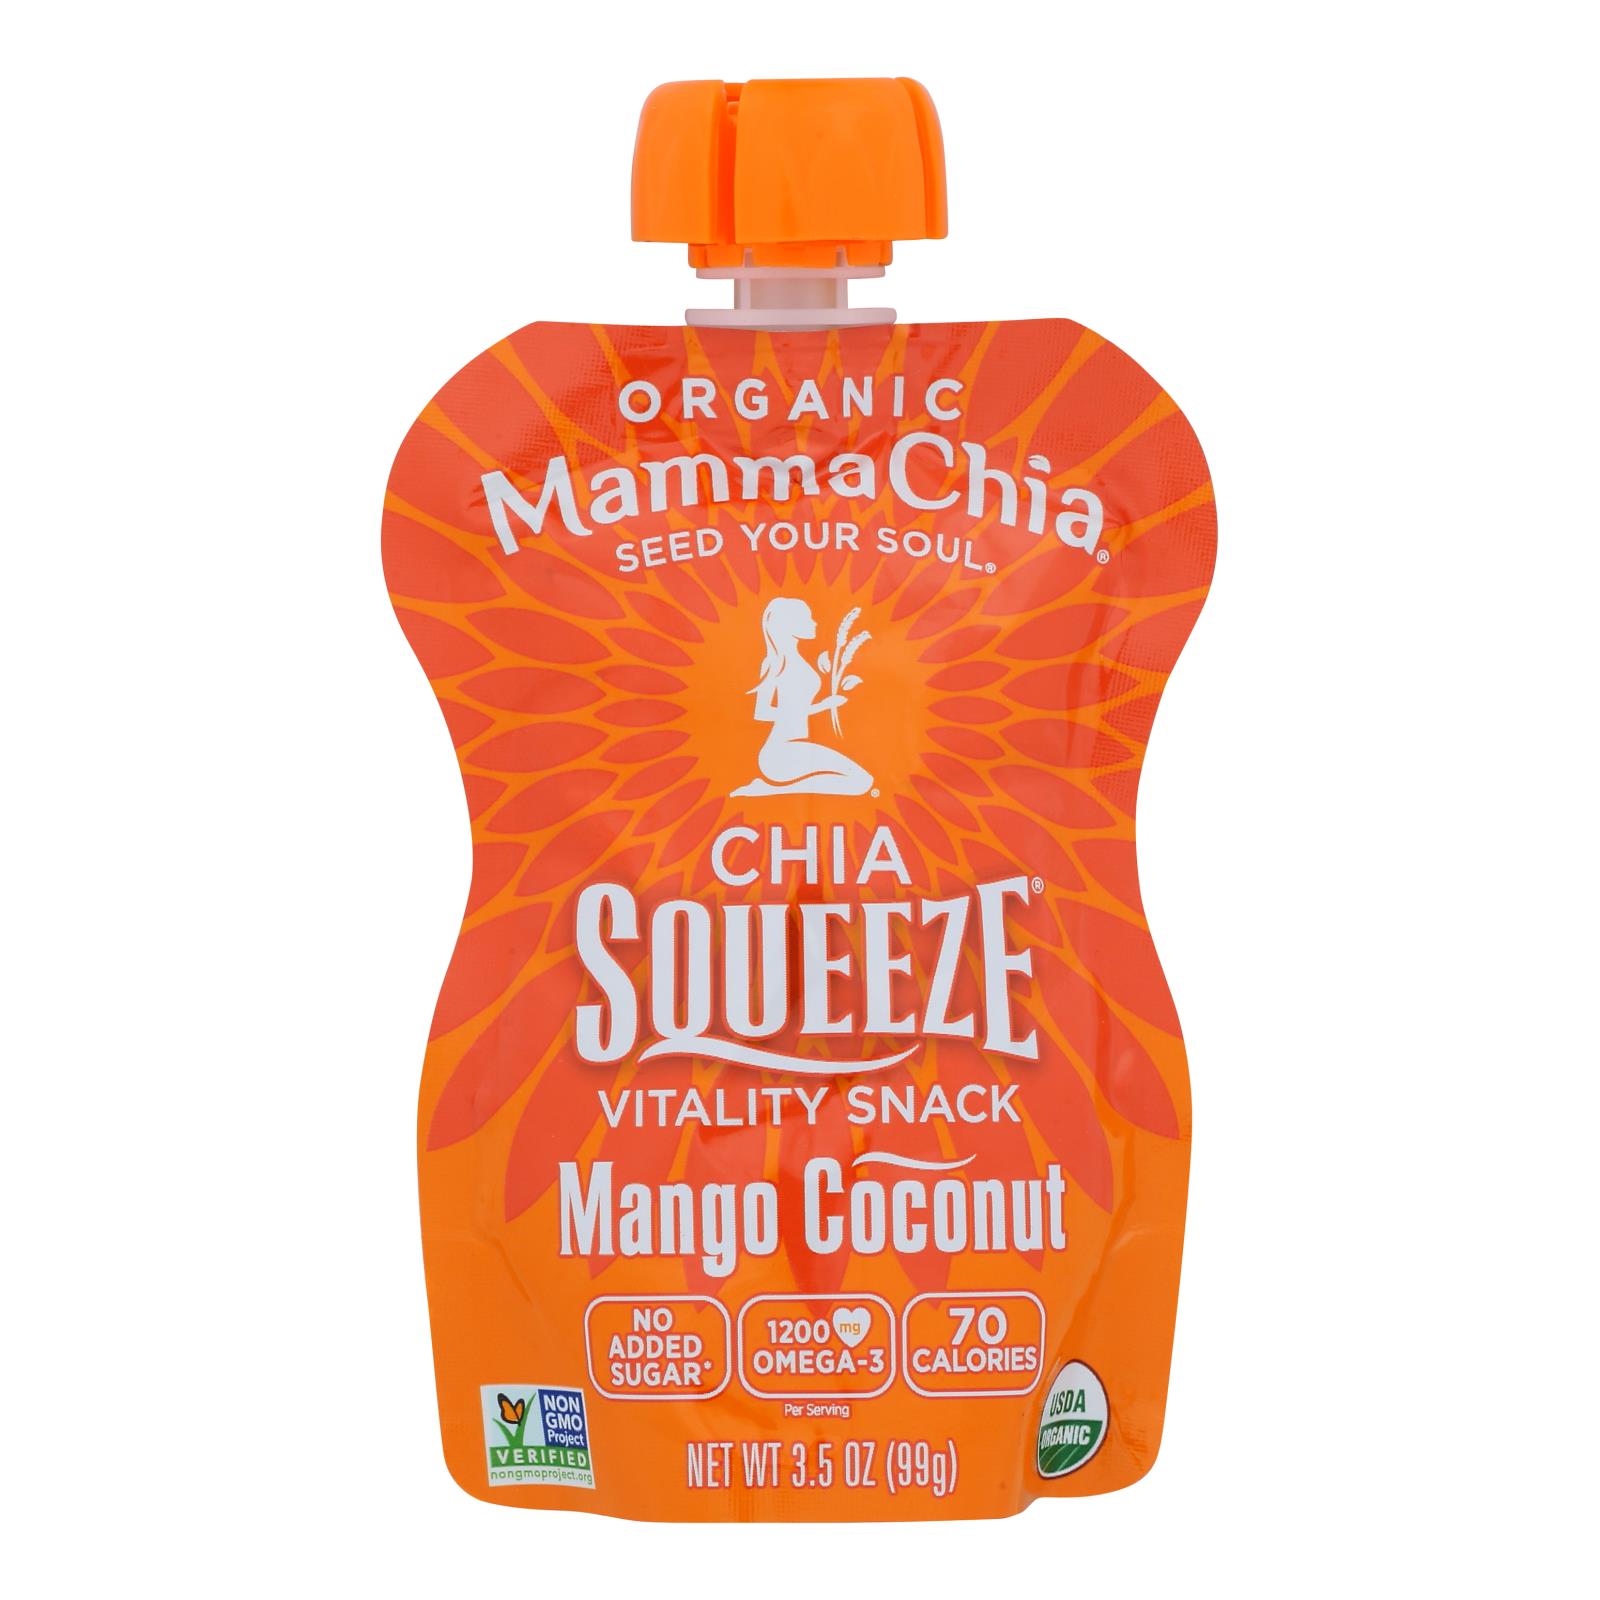 ORGANIC
MammaChia®
SEED YOUR SOUL®
®
CHIA
SQUEEZE®
VITALITY SNACK
Mango Coconut
NO
ADDED
SUGAR*
1200 mg
OMEGA-3
70
CALORIES
Per Serving
NON
GMO
Project
VERIFIED
nongmoproject.org
USDA
ORGANIC
NET WT 3.5 OZ (99g)